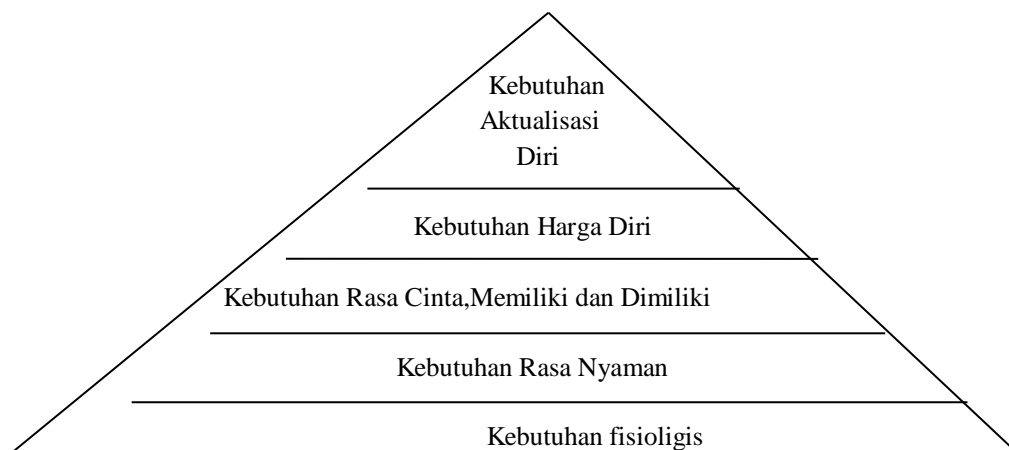 Kebutuhan
Aktualisasi
Diri
Kebutuhan Harga Diri
Kebutuhan Rasa Cinta,Memiliki dan Dimiliki
Kebutuhan Rasa Nyaman
Kebutuhan fisioligis